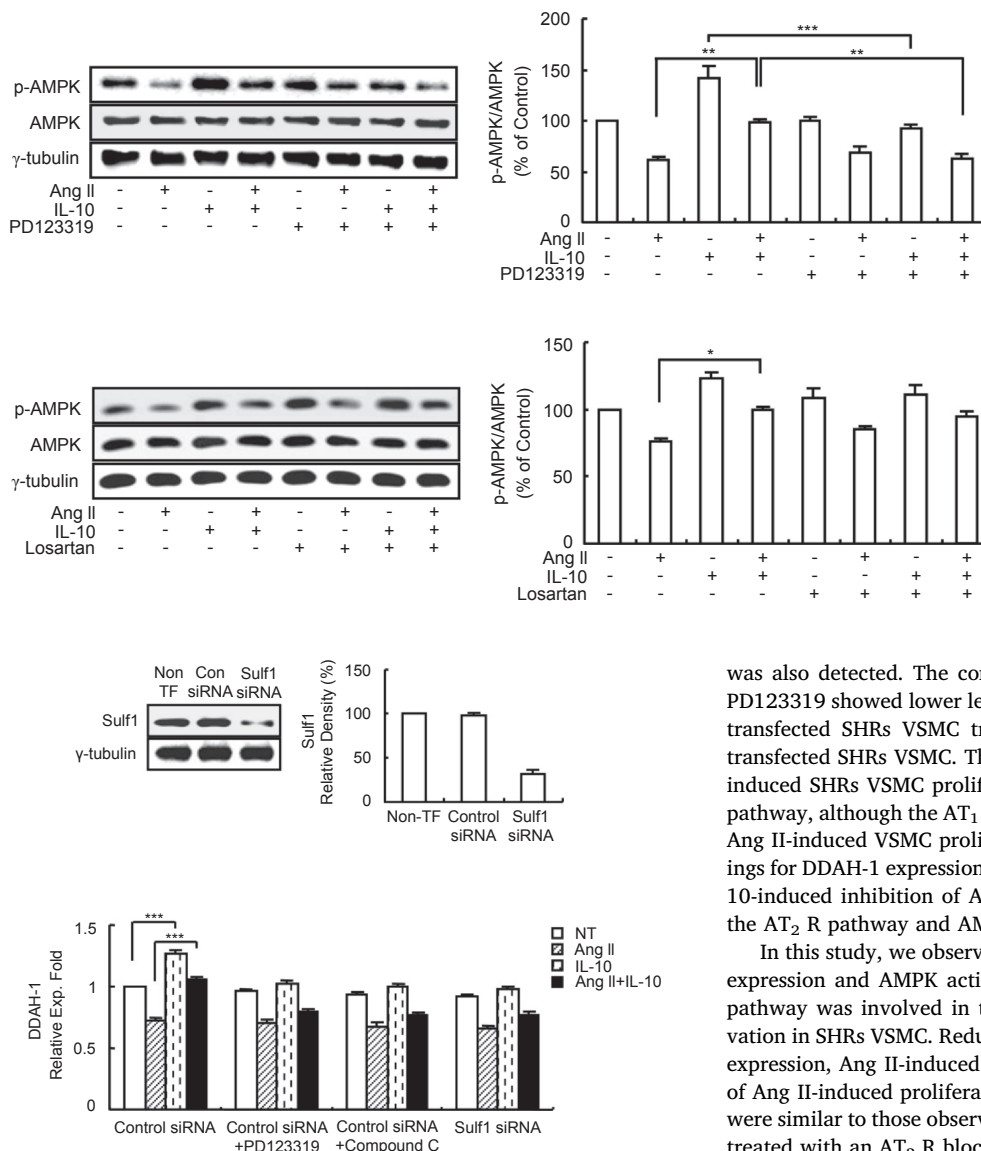 p-AMPK
AMPK
γ-tubulin
Ang II - + - + - + - +
IL-10 - - + + - - + +
PD123319 - - - - + + + +
p-AMPK/AMPK
(% of Control)
200
150
100
50
0
***
** **
Ang II - + - + - + - +
IL-10 - - + + - - + +
PD123319 - - - - + + + +
p-AMPK
AMPK
γ-tubulin
Ang II - + - + - + - +
IL-10 - - + + - - + +
Losartan - - - - + + + +
p-AMPK/AMPK
(% of Control)
150
100
50
0
*
Ang II - + - + - + - +
IL-10 - - + + - - + +
Losartan - - - - + + + +
Non Con Sulf1
TF siRNA siRNA
Sulf1
γ-tubulin
Sulf1
Relative Density (%)
150
100
50
0
Non-TF Control Sulf1
siRNA siRNA
DDAH-1
Relative Exp. Fold
1.5
1
0.5
0
***
***
NT
Ang II
IL-10
Ang II+IL-10
Control siRNA Control siRNA Control siRNA Sulf1 siRNA
+PD123319 +Compound C
was also detected. The con
PD123319 showed lower le
transfected SHRs VSMC tr
transfected SHRs VSMC. Th
induced SHRs VSMC prolif
pathway, although the AT1
Ang II-induced VSMC proli
ings for DDAH-1 expression
10-induced inhibition of A
the AT2 R pathway and AM
In this study, we observ
expression and AMPK acti
pathway was involved in t
vation in SHRs VSMC. Redu
expression, Ang II-induced
of Ang II-induced prolifera
were similar to those observ
treated with an AT2 R bloc